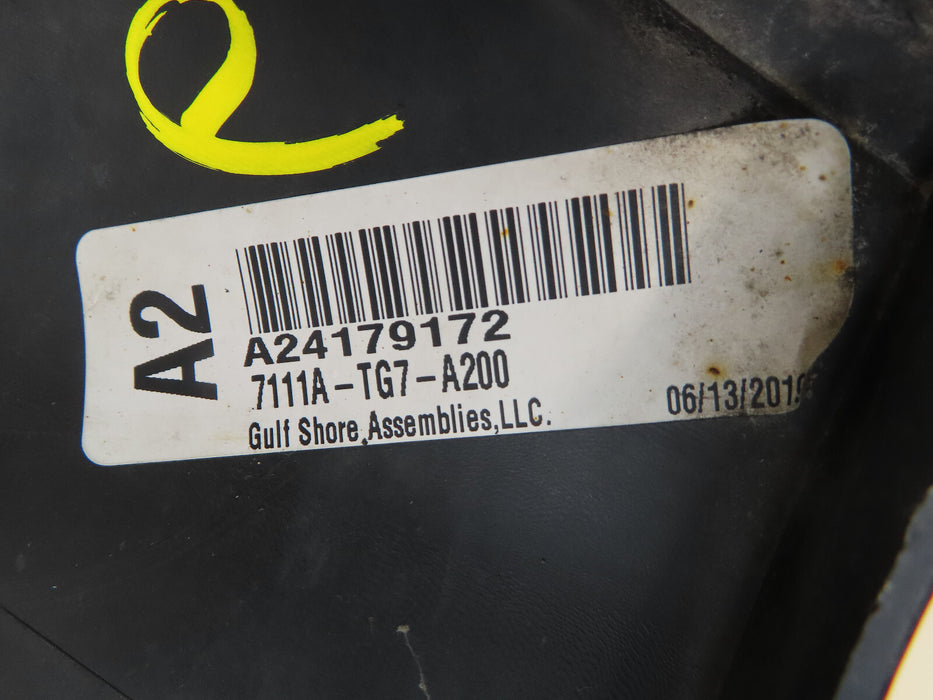 A2
A24179172
7111A-TG7-A200
Gulf Shore Assemblies, LLC.
06/13/201